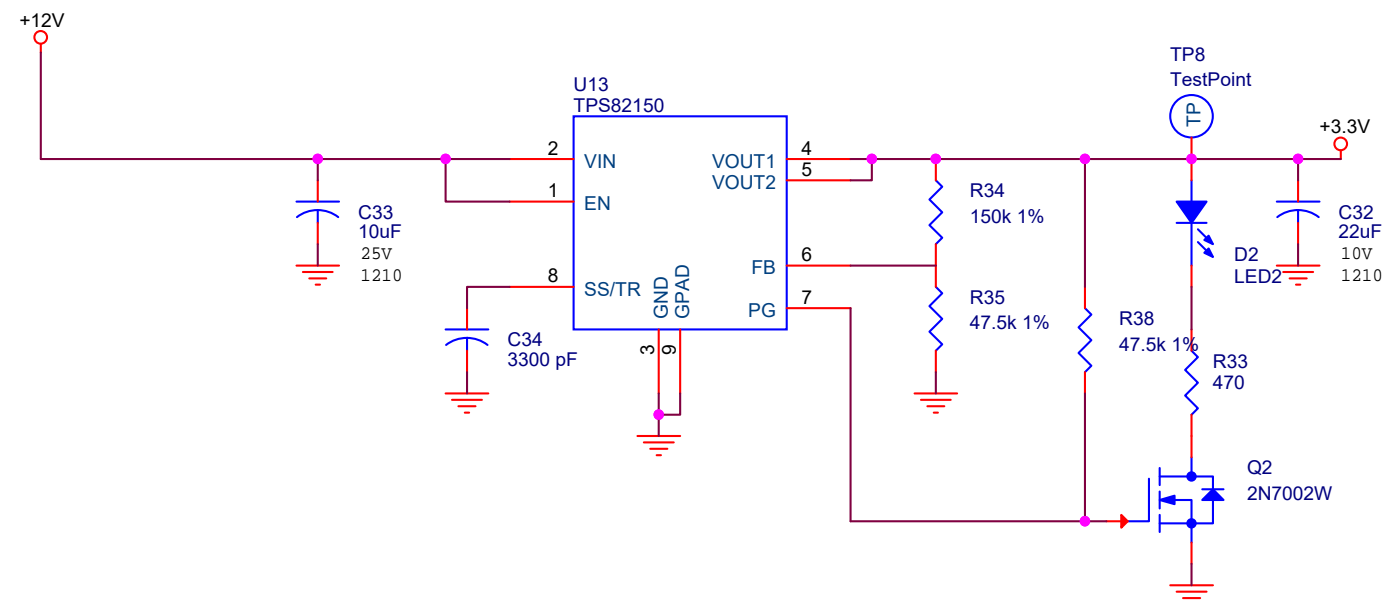 +12V
TP8
TestPoint
U13
TPS82150
+3.3V
2
VIN
VOUT1
4
VOUT2
5
1
EN
R34
150k 1%
C33
10uF
25V
1210
C32
22uF
10V
1210
D2
LED2
FB
6
8
SS/TR
GND
GPAD
PG
7
R35
47.5k 1%
R38
47.5k 1%
C34
3300 pF
3
9
R33
470
Q2
2N7002W
TP